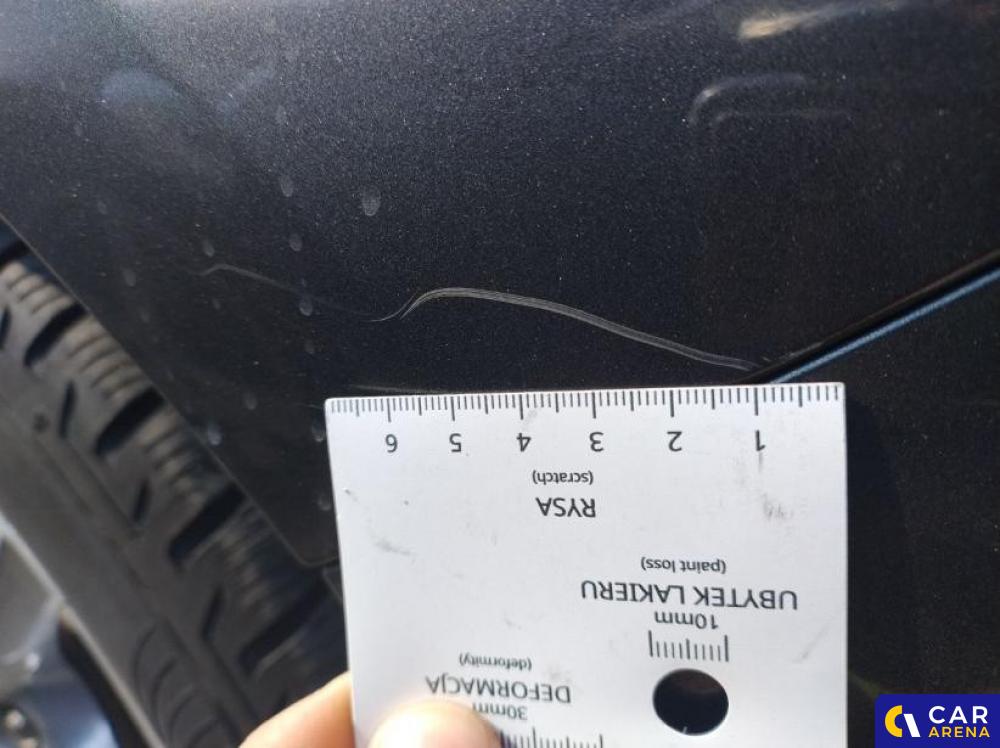 1 2 3 4 5 6
RYSA
(scratch)
UBYTEK LAKIERU
(paint loss)
10mm
DEFORMACJA
(deformity)
30mm
CAR
ARENA